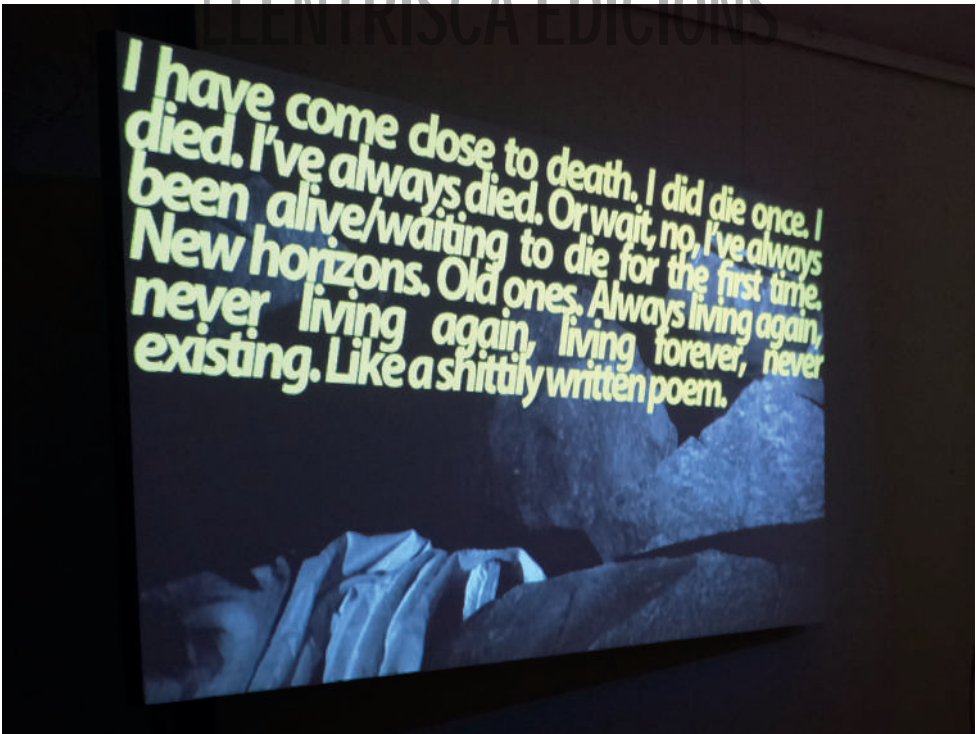 LLENTRISCA EDICIONS
I have come close to death. I did die once. I
died. I've always died. Or wait, no, I've always
been alive/waiting to die for the first time.
New horizons. Old ones. Always living again,
never living again, living forever, never
existing. Like a shittily written poem.